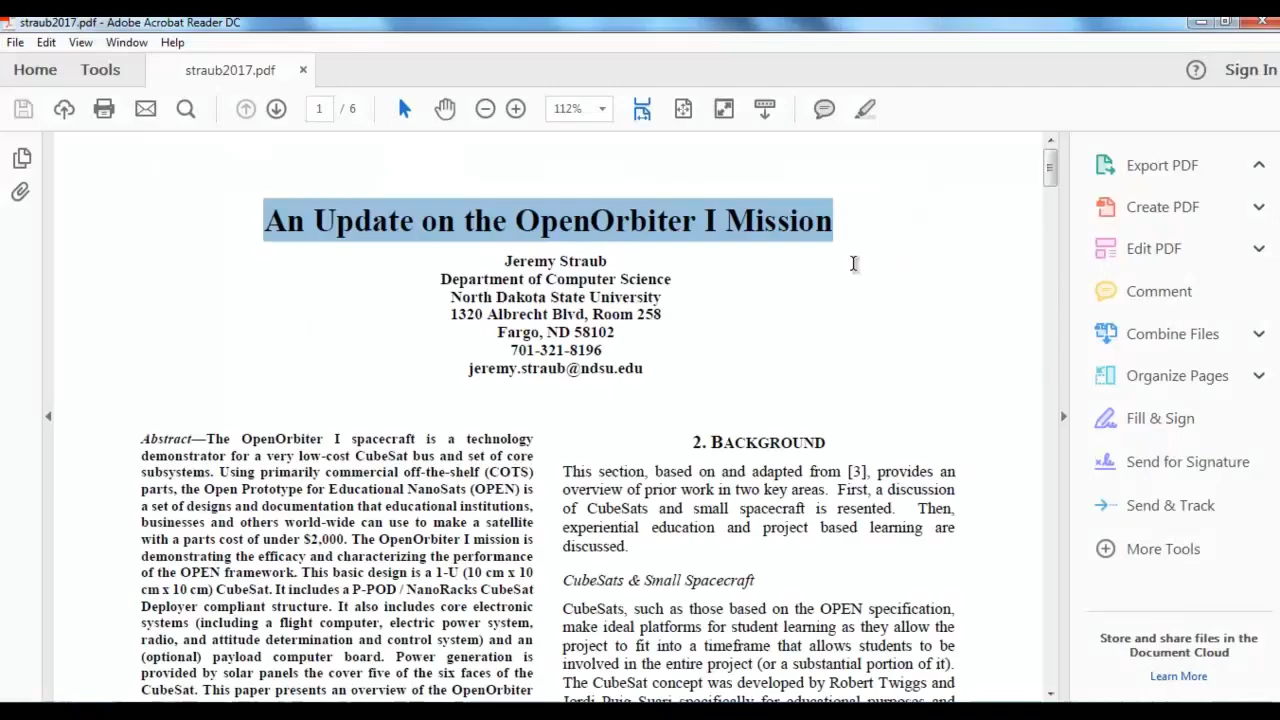 straub2017.pdf - Adobe Acrobat Reader DC
File Edit View Window Help
Home Tools straub2017.pdf × Sign In
1 / 6 112%
An Update on the OpenOrbiter I Mission
Jeremy Straub
Department of Computer Science
North Dakota State University
1320 Albrecht Blvd, Room 258
Fargo, ND 58102
701-321-8196
jeremy.straub@ndsu.edu
Abstract—The OpenOrbiter I spacecraft is a technology
demonstrator for a very low-cost CubeSat bus and set of core
subsystems. Using primarily commercial off-the-shelf (COTS)
parts, the Open Prototype for Educational NanoSats (OPEN) is
a set of designs and documentation that educational institutions,
businesses and others world-wide can use to make a satellite
with a parts cost of under $2,000. The OpenOrbiter I mission is
demonstrating the efficacy and characterizing the performance
of the OPEN framework. This basic design is a 1-U (10 cm x 10
cm x 10 cm) CubeSat. It includes a P-POD / NanoRacks CubeSat
Deployer compliant structure. It also includes core electronic
systems (including a flight computer, electric power system,
radio, and attitude determination and control system) and an
(optional) payload computer board. Power generation is
provided by solar panels the cover five of the six faces of the
CubeSat. This paper presents an overview of the OpenOrbiter
2. BACKGROUND
This section, based on and adapted from [3], provides an
overview of prior work in two key areas. First, a discussion
of CubeSats and small spacecraft is resented. Then,
experiential education and project based learning are
discussed.
CubeSats & Small Spacecraft
CubeSats, such as those based on the OPEN specification,
make ideal platforms for student learning as they allow the
project to fit into a timeframe that allows students to be
involved in the entire project (or a substantial portion of it).
The CubeSat concept was developed by Robert Twiggs and
Jordi Puig-Suari specifically for educational purposes and
Export PDF
Create PDF
Edit PDF
Comment
Combine Files
Organize Pages
Fill & Sign
Send for Signature
Send & Track
More Tools
Store and share files in the
Document Cloud
Learn More